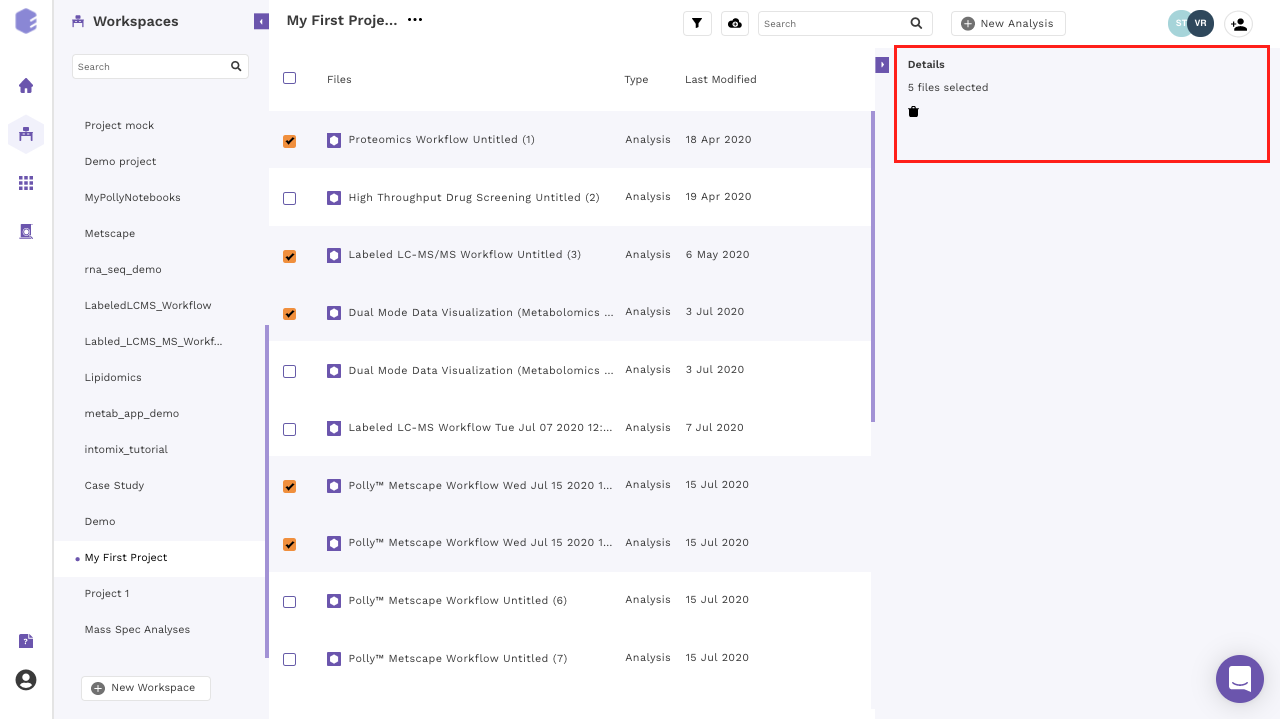 Workspaces
Search
Project mock
Demo project
MyPollyNotebooks
Metscape
rna_seq_demo
LabeledLCMS_Workflow
Labled_LCMS_MS_Workf...
Lipidomics
metab_app_demo
intomix_tutorial
Case Study
Demo
My First Project
Project 1
Mass Spec Analyses
New Workspace
My First Proje... •••
Search
New Analysis
ST VR
Files Type Last Modified
Proteomics Workflow Untitled (1) Analysis 18 Apr 2020
High Throughput Drug Screening Untitled (2) Analysis 19 Apr 2020
Labeled LC-MS/MS Workflow Untitled (3) Analysis 6 May 2020
Dual Mode Data Visualization (Metabolomics ... Analysis 3 Jul 2020
Dual Mode Data Visualization (Metabolomics ... Analysis 3 Jul 2020
Labeled LC-MS Workflow Tue Jul 07 2020 12:... Analysis 7 Jul 2020
Polly™ Metscape Workflow Wed Jul 15 2020 1... Analysis 15 Jul 2020
Polly™ Metscape Workflow Wed Jul 15 2020 1... Analysis 15 Jul 2020
Polly™ Metscape Workflow Untitled (6) Analysis 15 Jul 2020
Polly™ Metscape Workflow Untitled (7) Analysis 15 Jul 2020
Details
5 files selected